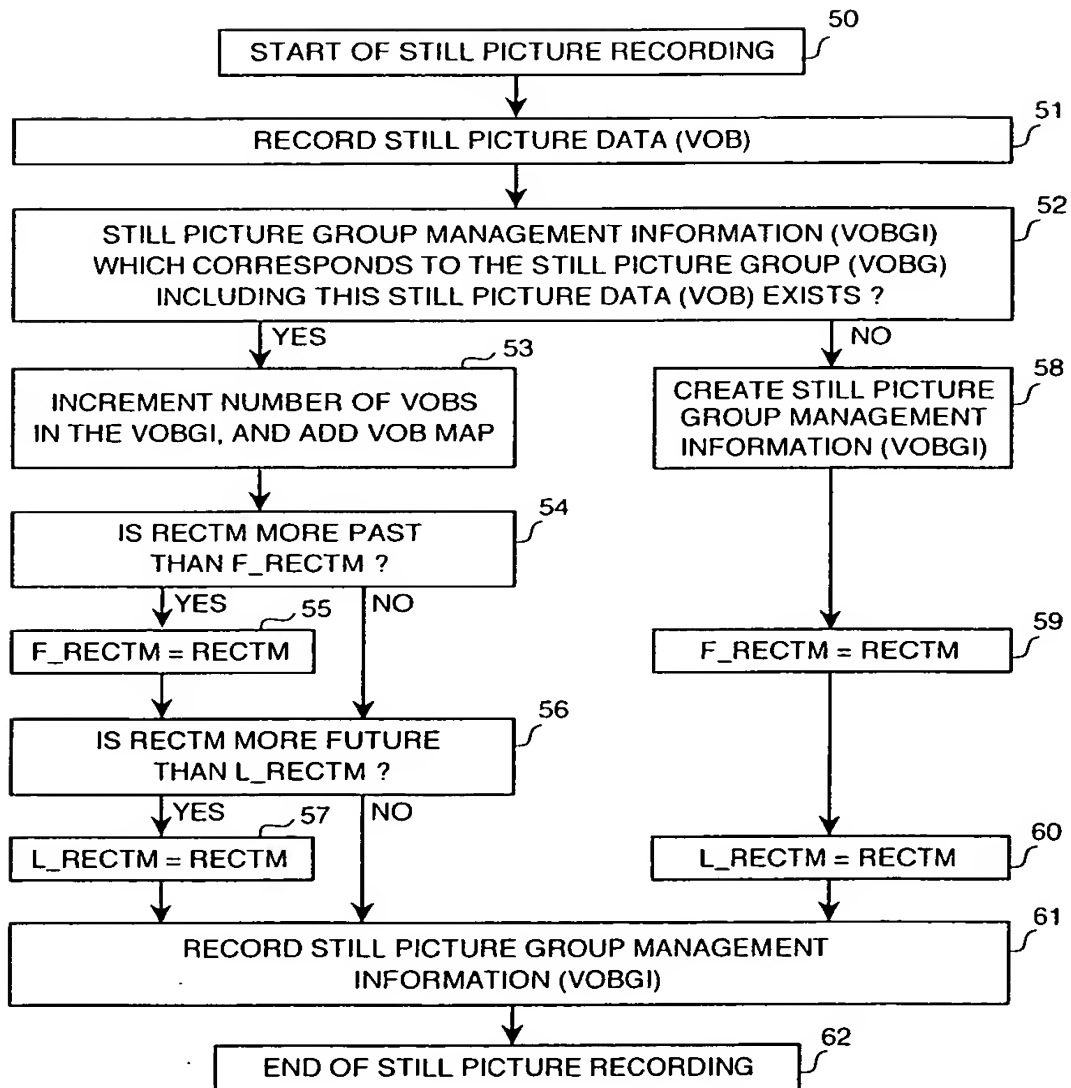 50
START OF STILL PICTURE RECORDING
51
RECORD STILL PICTURE DATA (VOB)
52
STILL PICTURE GROUP MANAGEMENT INFORMATION (VOBGI)
WHICH CORRESPONDS TO THE STILL PICTURE GROUP (VOBG)
INCLUDING THIS STILL PICTURE DATA (VOB) EXISTS ?
YES
NO
53
INCREMENT NUMBER OF VOBS
IN THE VOBGI, AND ADD VOB MAP
58
CREATE STILL PICTURE
GROUP MANAGEMENT
INFORMATION (VOBGI)
54
IS RECTM MORE PAST
THAN F_RECTM ?
YES
NO
55
F_RECTM = RECTM
59
F_RECTM = RECTM
56
IS RECTM MORE FUTURE
THAN L_RECTM ?
YES
NO
57
L_RECTM = RECTM
60
L_RECTM = RECTM
61
RECORD STILL PICTURE GROUP MANAGEMENT
INFORMATION (VOBGI)
62
END OF STILL PICTURE RECORDING